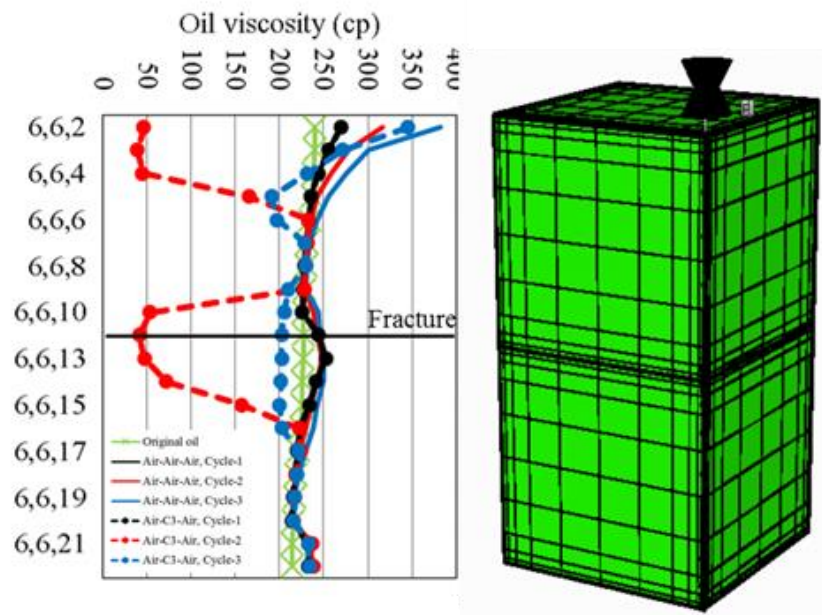 Oil viscosity (cp)
0 50 100 150 200 250 300 350 400
6,6,2
6,6,4
6,6,6
6,6,8
6,6,10
Fracture
6,6,13
6,6,15
6,6,17
6,6,19
6,6,21
Original oil
Air-Air-Air, Cycle-1
Air-Air-Air, Cycle-2
Air-Air-Air, Cycle-3
Air-C3-Air, Cycle-1
Air-C3-Air, Cycle-2
Air-C3-Air, Cycle-3